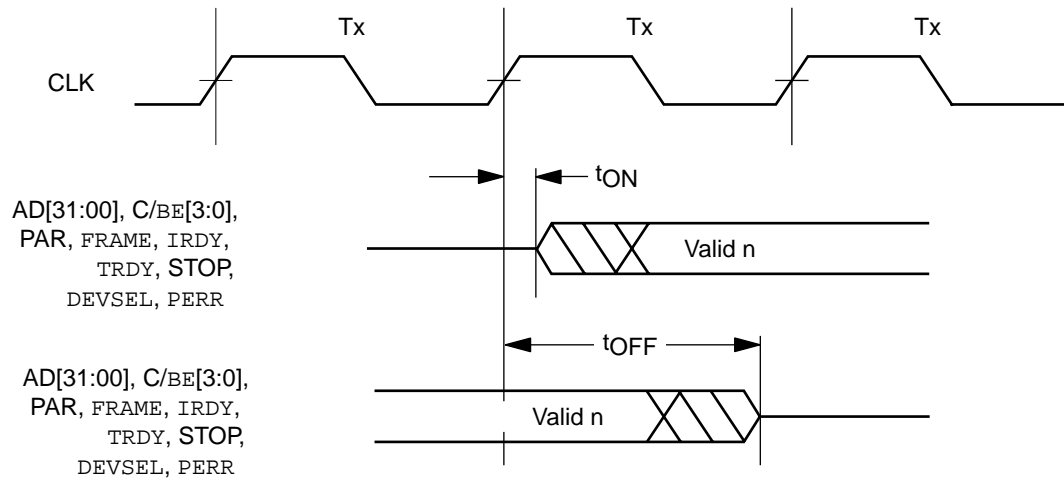 Tx Tx Tx
CLK
tON
AD[31:00], C/BE[3:0],
PAR, FRAME, IRDY,
TRDY, STOP,
DEVSEL, PERR
Valid n
tOFF
AD[31:00], C/BE[3:0],
PAR, FRAME, IRDY,
TRDY, STOP,
DEVSEL, PERR
Valid n